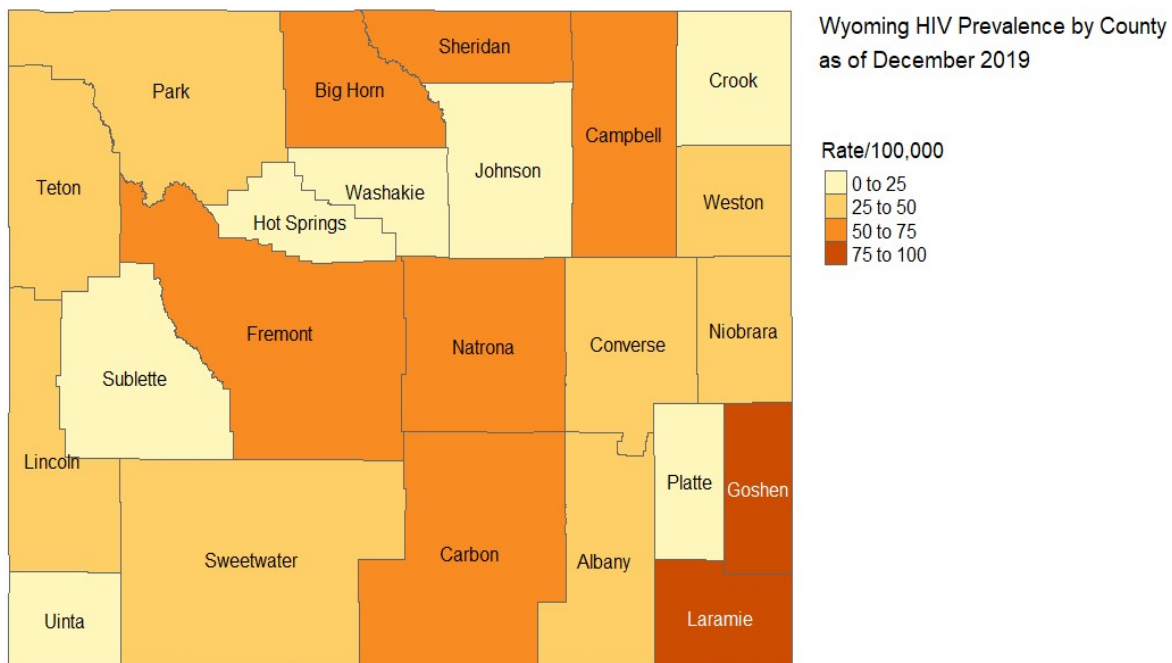 Wyoming HIV Prevalence by County
as of December 2019
Rate/100,000
0 to 25
25 to 50
50 to 75
75 to 100
Sheridan
Crook
Park
Big Horn
Campbell
Johnson
Teton
Washakie
Weston
Hot Springs
Fremont
Natrona
Converse
Niobrara
Sublette
Lincoln
Platte
Goshen
Sweetwater
Carbon
Albany
Uinta
Laramie